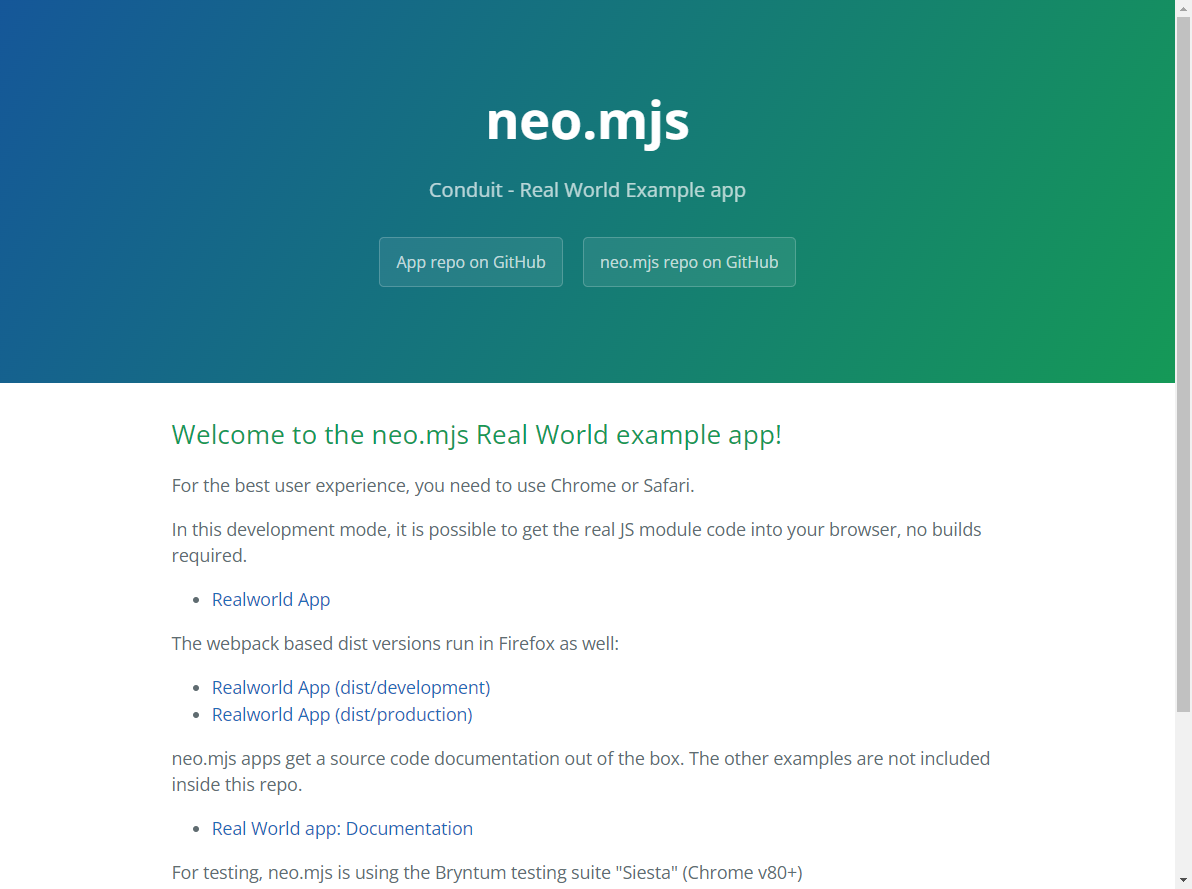 neo.mjs
Conduit - Real World Example app
App repo on GitHub
neo.mjs repo on GitHub
Welcome to the neo.mjs Real World example app!
For the best user experience, you need to use Chrome or Safari.
In this development mode, it is possible to get the real JS module code into your browser, no builds
required.
Realworld App
The webpack based dist versions run in Firefox as well:
Realworld App (dist/development)
Realworld App (dist/production)
neo.mjs apps get a source code documentation out of the box. The other examples are not included
inside this repo.
Real World app: Documentation
For testing, neo.mjs is using the Bryntum testing suite "Siesta" (Chrome v80+)